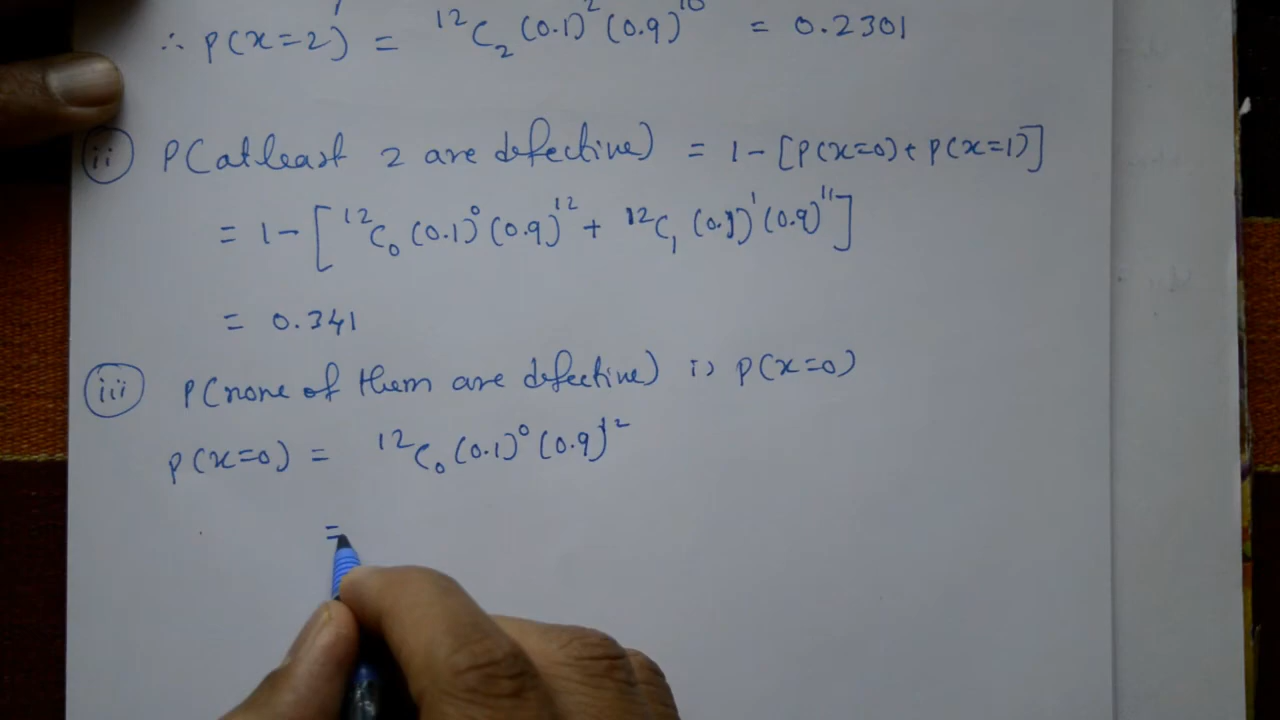 ∴ P(x=2) = ¹²C₂ (0.1)² (0.9)¹⁰ = 0.2301
(ii) P(atleast 2 are defective) = 1 - [P(x=0) + P(x=1)]
= 1 - [¹²C₀ (0.1)⁰ (0.9)¹² + ¹²C₁ (0.1)¹ (0.9)¹¹]
= 0.341
(iii) P(none of them are defective) is P(x=0)
P(x=0) = ¹²C₀ (0.1)⁰ (0.9)¹²
=